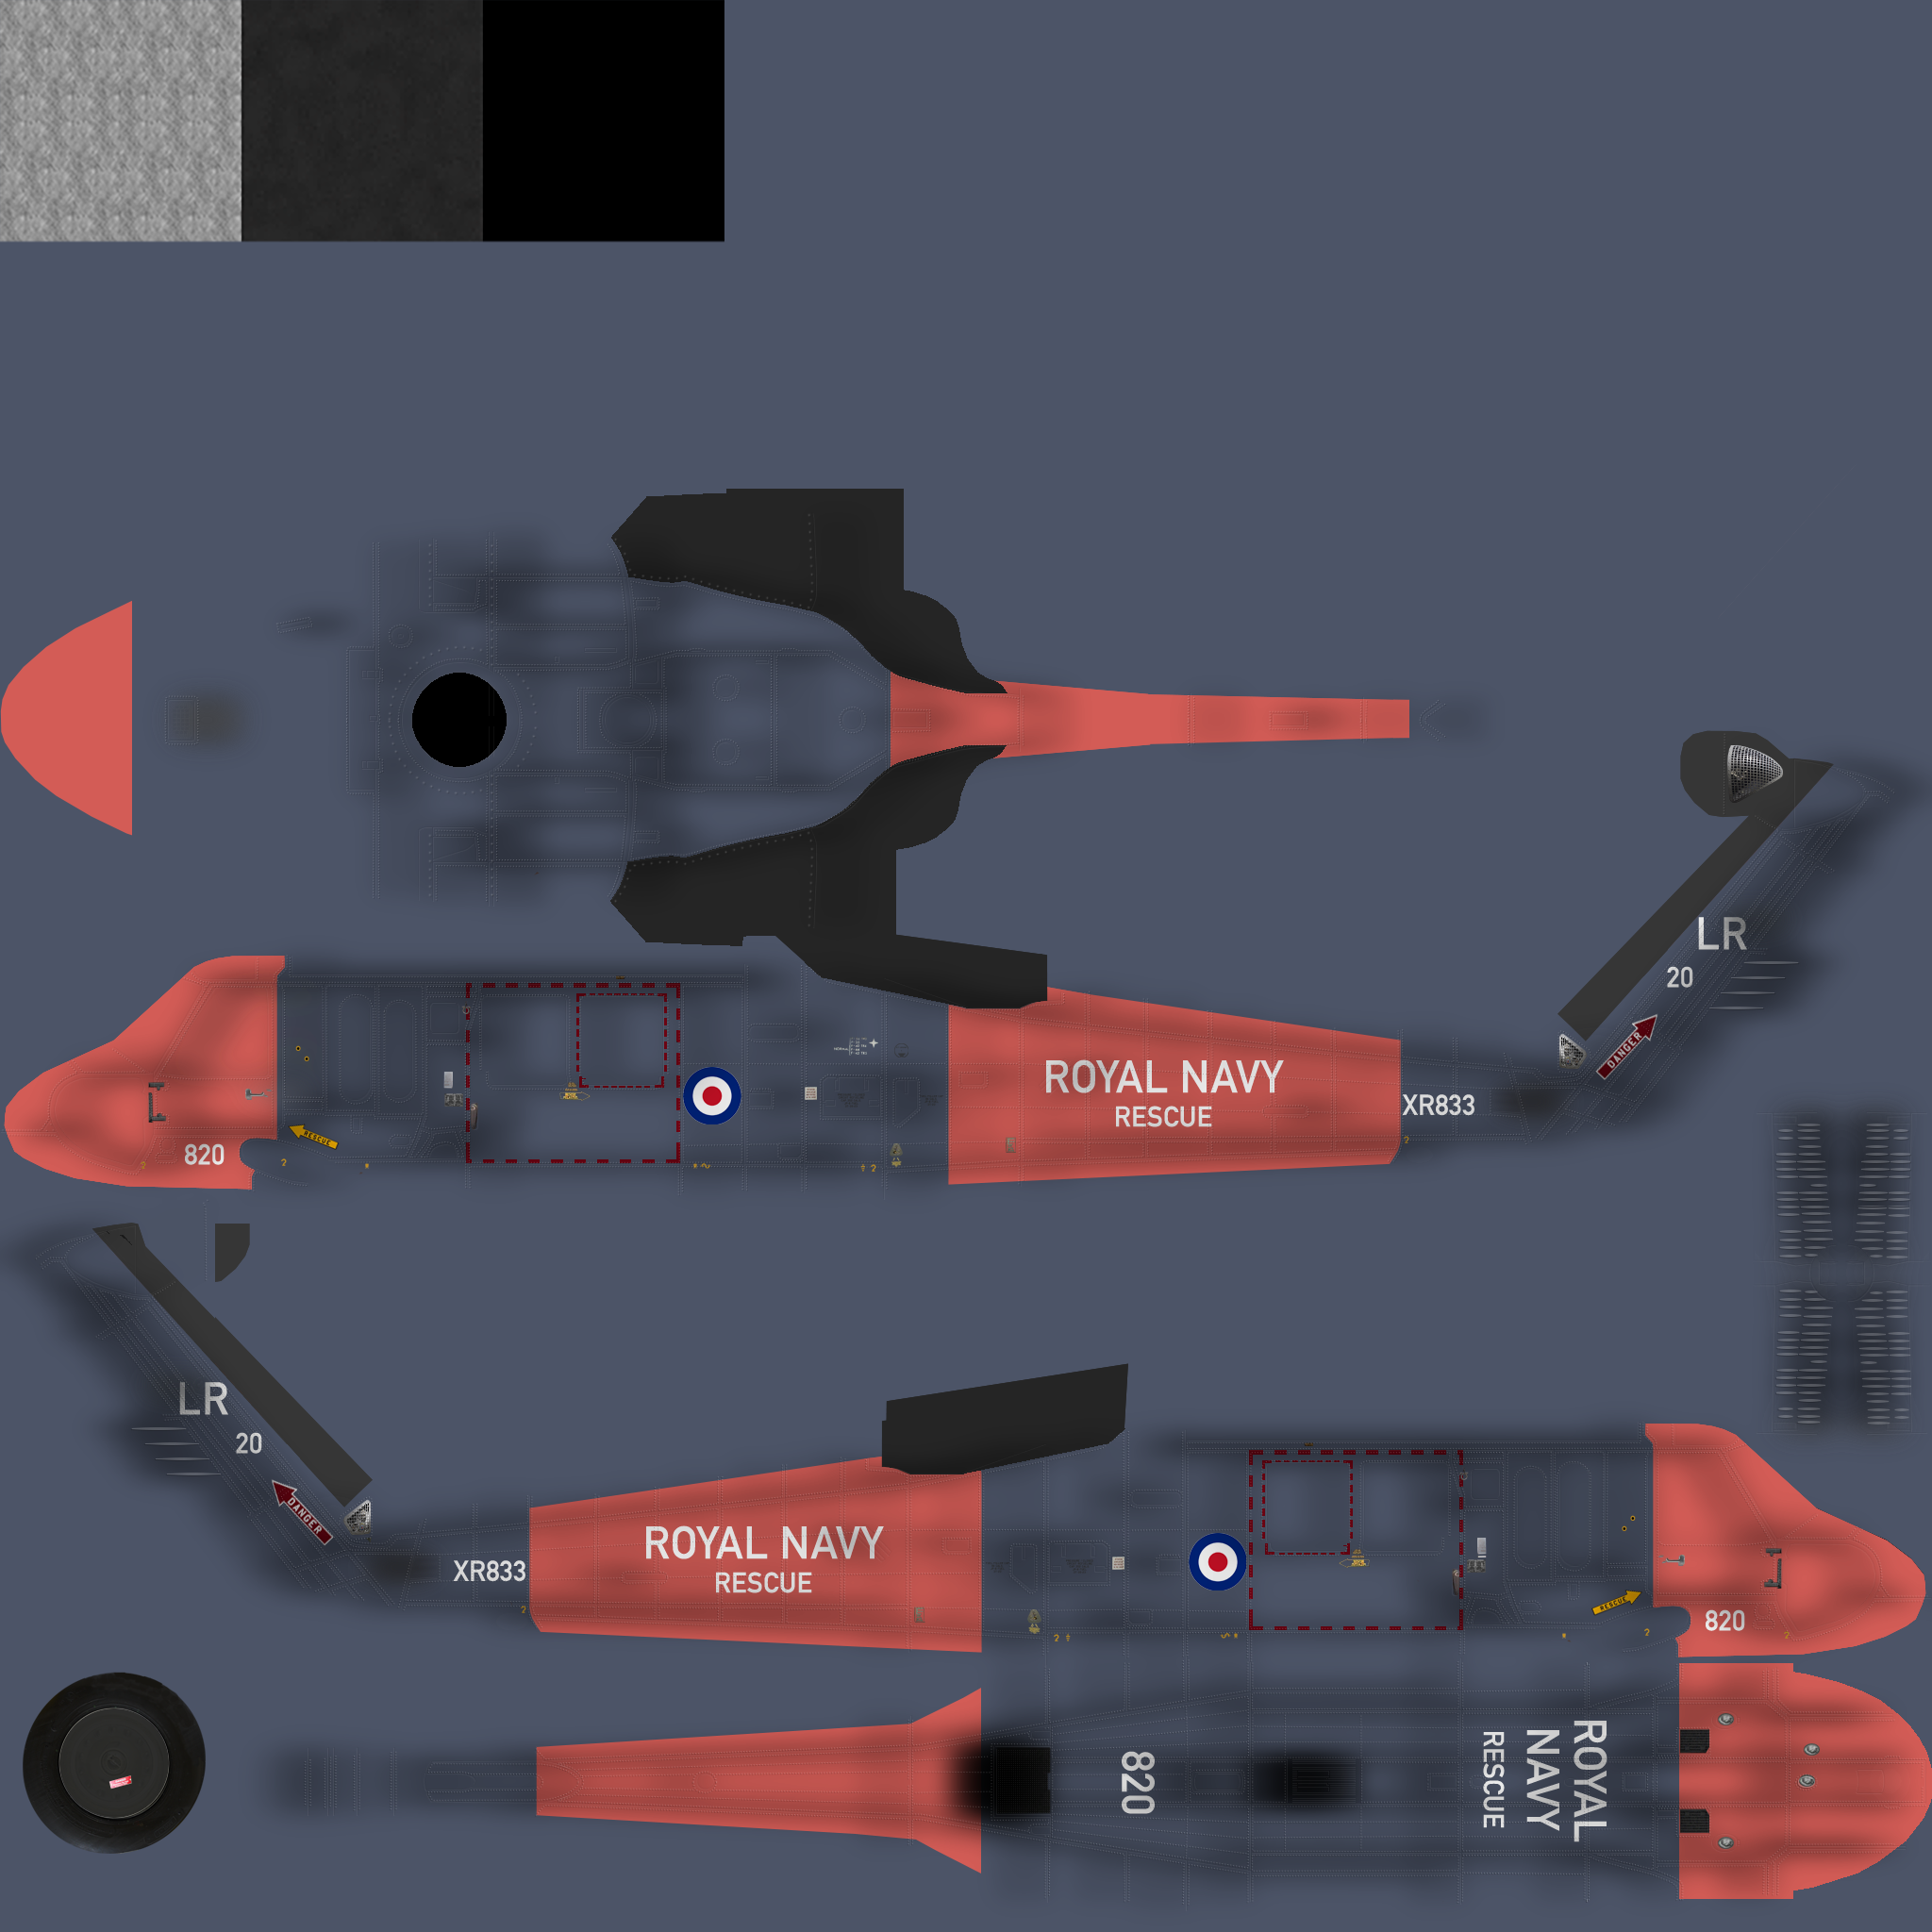 LR
20
DANGER
ROYAL NAVY
RESCUE
XR833
RESCUE
820
LR
20
DANGER
ROYAL NAVY
RESCUE
XR833
RESCUE
820
820
RESCUE
NAVY
ROYAL